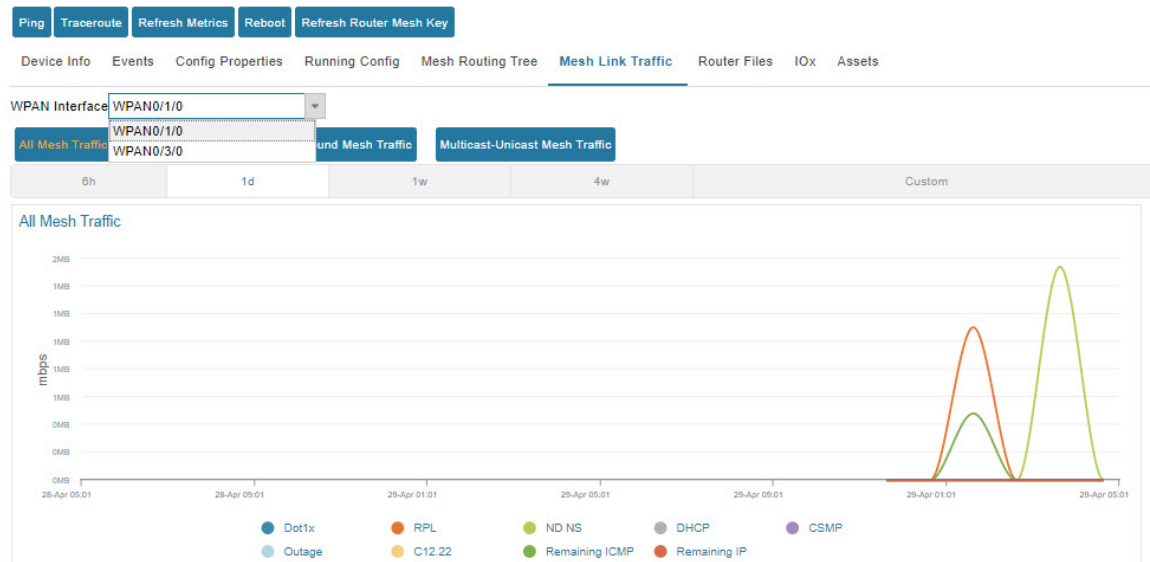 Ping Traceroute Refresh Metrics Reboot Refresh Router Mesh Key
Device Info Events Config Properties Running Config Mesh Routing Tree Mesh Link Traffic Router Files IOx Assets
WPAN Interface WPAN0/1/0
WPAN0/1/0
WPAN0/3/0
All Mesh Traffic und Mesh Traffic Multicast-Unicast Mesh Traffic
6h 1d 1w 4w Custom
All Mesh Traffic
mbps
2MB
1MB
1MB
1MB
1MB
1MB
0MB
0MB
0MB
28-Apr 05:01 28-Apr 09:01 29-Apr 01:01 29-Apr 05:01 29-Apr 09:01 29-Apr 01:01 29-Apr 05:01
Dot1x RPL ND NS DHCP CSMP
Outage C12.22 Remaining ICMP Remaining IP